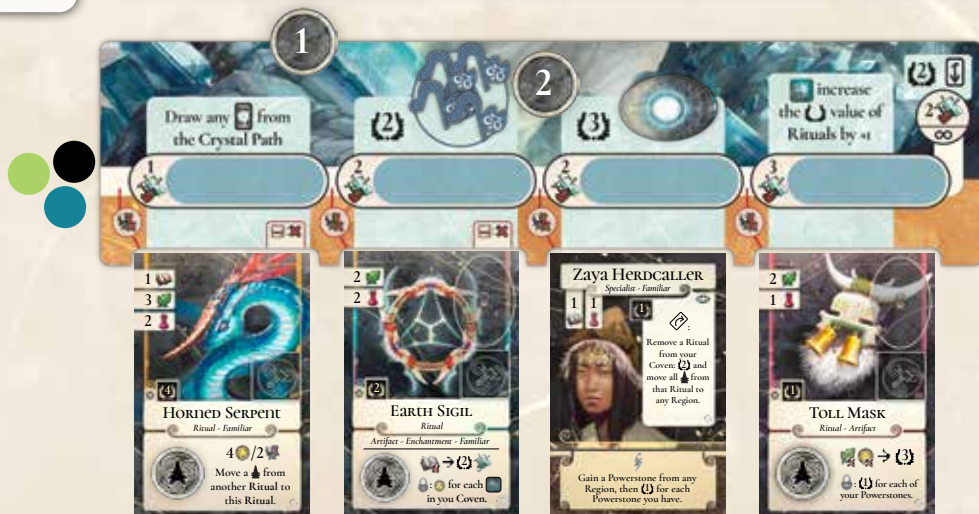 1
2
Draw any from
the Crystal Path
(2)
(3)
increase
the value of
Rituals by +1
(2)
2
∞
1
2
2
3
1
3
2
(4)
Horned Serpent
Ritual - Familiar
4 /2
Move a from
another Ritual to
this Ritual.
2
2
(2)
Earth Sigil
Ritual
Artifact - Enchantment - Familiar
→ (2)
: for each
in you Coven.
Zaya Herdcaller
Specialist - Familiar
1 1
(1)
:
Remove a Ritual
from your
Coven: (2) and
move all from
that Ritual to
any Region.
Gain a Powerstone from any
Region, then (1) for each
Powerstone you have.
2
1
(1)
Toll Mask
Ritual - Artifact
→ (3)
: (1) for each of
your Powerstones.